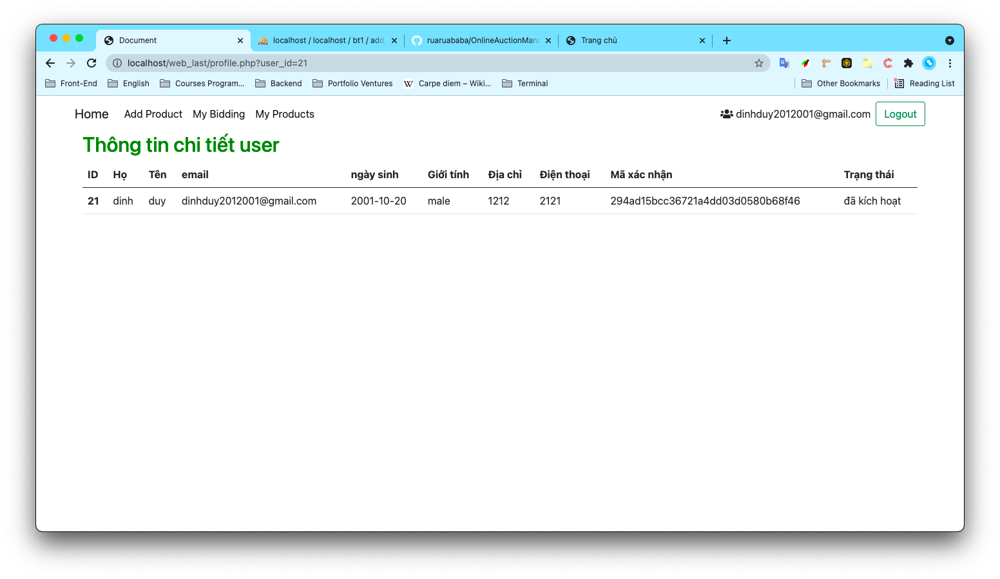 Document
localhost / localhost / bt1 / add
ruaruababa/OnlineAuctionMana
Trang chủ
localhost/web_last/profile.php?user_id=21
Front-End English Courses Program... Backend Portfolio Ventures W Carpe diem – Wiki... Terminal Other Bookmarks Reading List
Home Add Product My Bidding My Products dinhduy2012001@gmail.com Logout
Thông tin chi tiết user
ID Họ Tên email ngày sinh Giới tính Địa chỉ Điện thoại Mã xác nhận Trạng thái
21 dinh duy dinhduy2012001@gmail.com 2001-10-20 male 1212 2121 294ad15bcc36721a4dd03d0580b68f46 đã kích hoạt